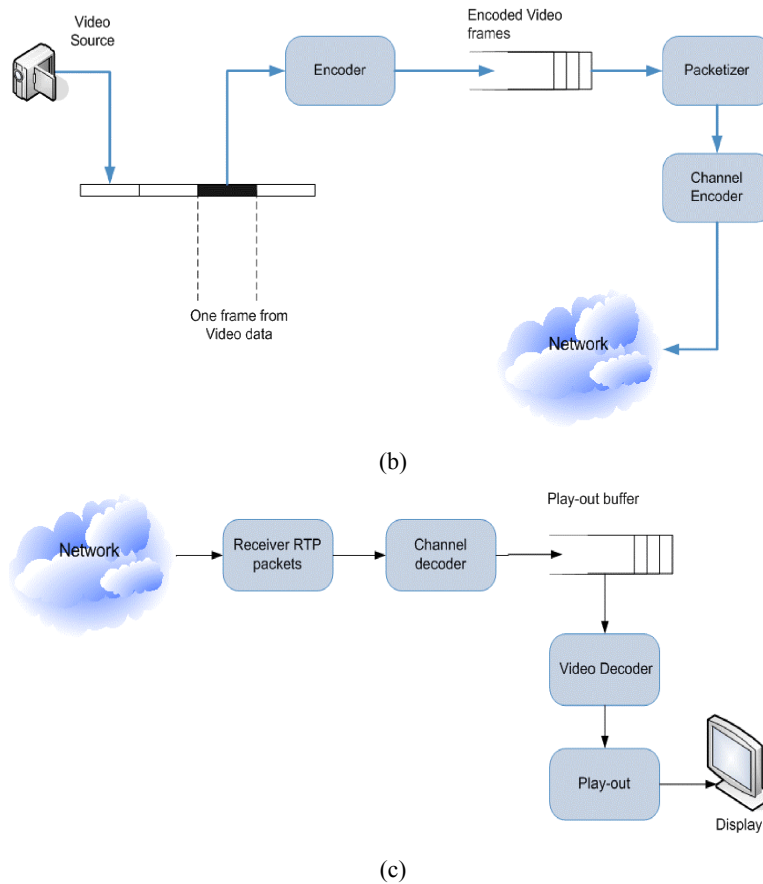 Video
Source
Encoder
Encoded Video
frames
Packetizer
Channel
Encoder
One frame from
Video data
Network
(b)
Play-out buffer
Network
Receiver RTP
packets
Channel
decoder
Video Decoder
Play-out
Display
(c)